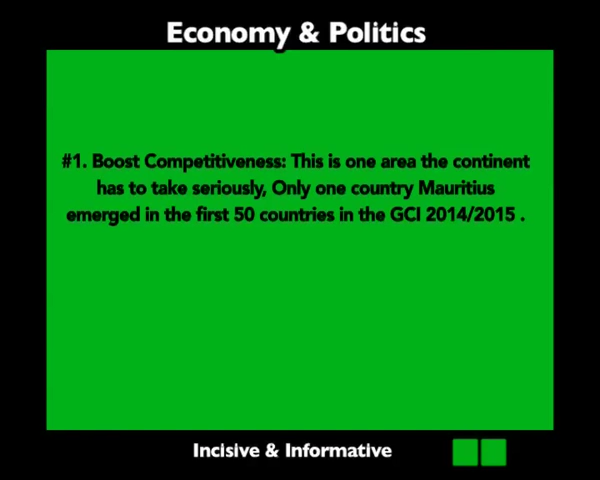 Economy & Politics
#1. Boost Competitiveness: This is one area the continent
has to take seriously, Only one country Mauritius
emerged in the first 50 countries in the GCI 2014/2015 .
Incisive & Informative